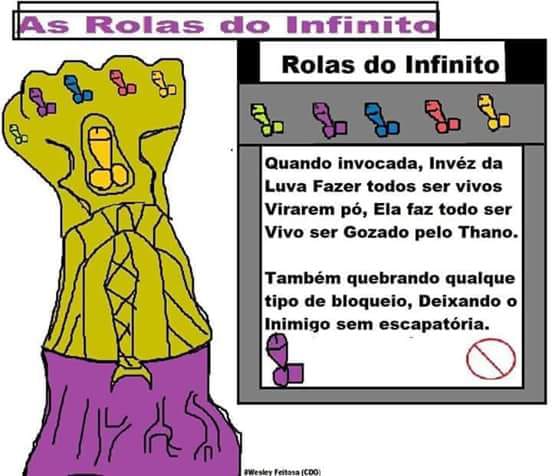 As Rolas do Infinito
Rolas do Infinito
Quando invocada, Invéz da
Luva Fazer todos ser vivos
Virarem pó, Ela faz todo ser
Vivo ser Gozado pelo Thano.
Também quebrando qualque
tipo de bloqueio, Deixando o
Inimigo sem escapatória.
#Wesley Feitosa (CDG)